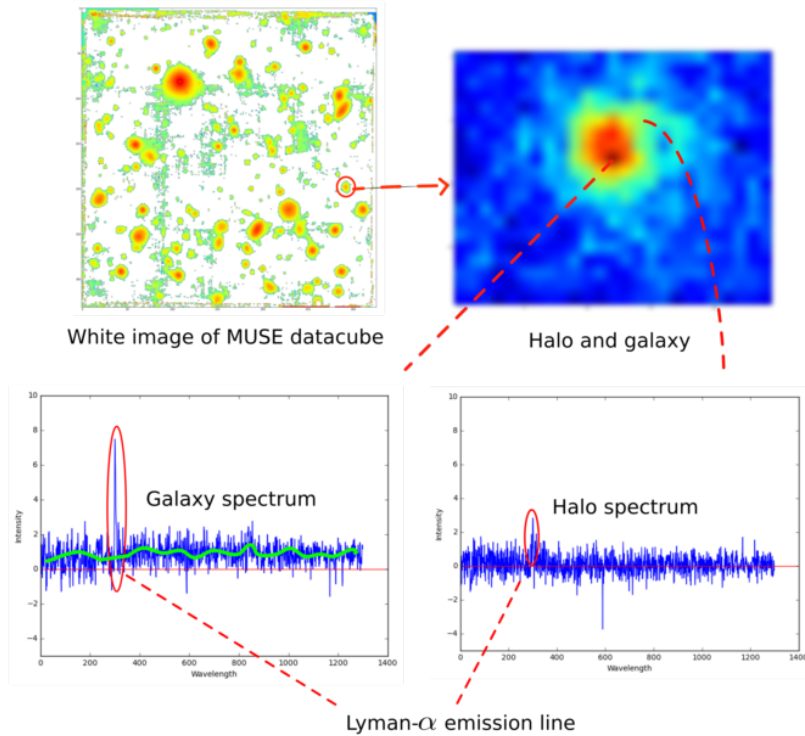 White image of MUSE datacube
Halo and galaxy
10
8
6
4
2
0
−2
−4
Intensity
Galaxy spectrum
0 200 400 600 800 1000 1200 1400
Wavelength
10
8
6
4
2
0
−2
−4
Intensity
Halo spectrum
0 200 400 600 800 1000 1200 1400
Wavelength
Lyman-α emission line